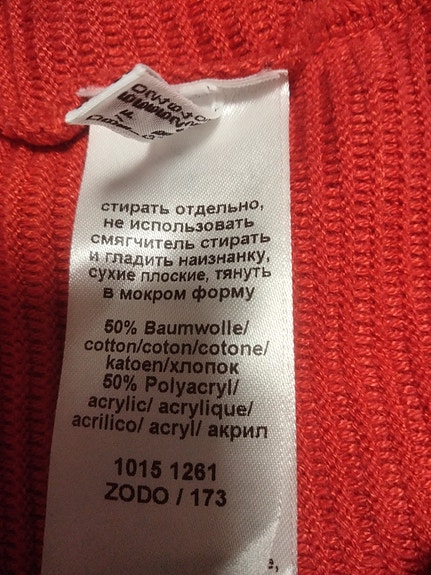 стирать отдельно,
не использовать
смягчитель стирать
и гладить наизнанку,
сухие плоские, тянуть
в мокром форму
50% Baumwolle/
cotton/coton/cotone/
katoen/хлопок
50% Polyacryl/
acrylic/ acrylique/
acrilico/ acryl/ акрил
1015 1261
ZODO / 173